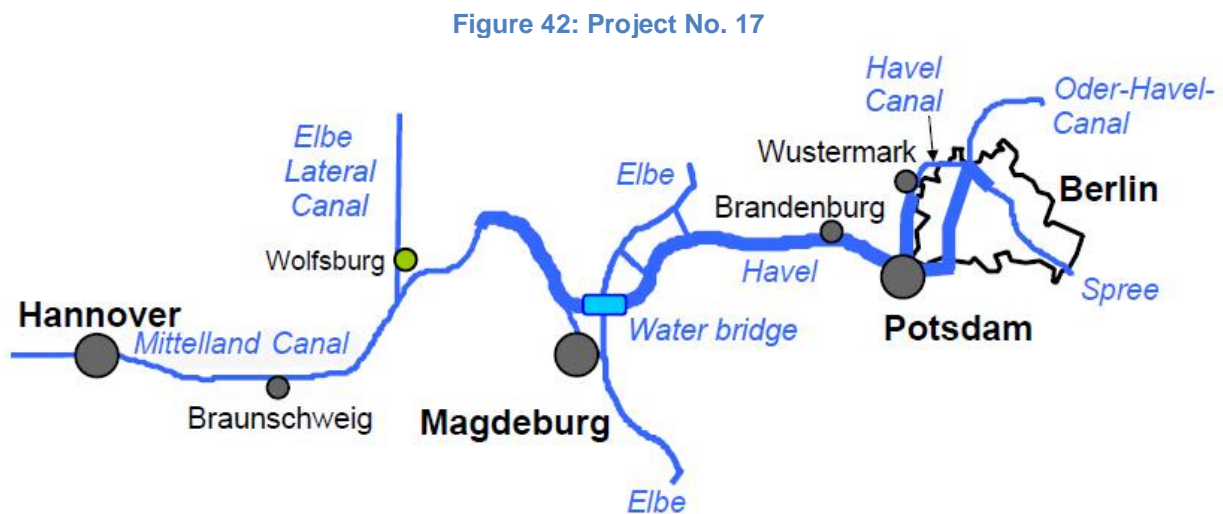 Figure 42: Project No. 17
Havel
Canal
Oder-Havel-
Canal
Elbe
Lateral
Canal
Wustermark
Elbe
Berlin
Brandenburg
Wolfsburg
Havel
Spree
Hannover
Water bridge
Potsdam
Mittelland Canal
Braunschweig
Magdeburg
Elbe